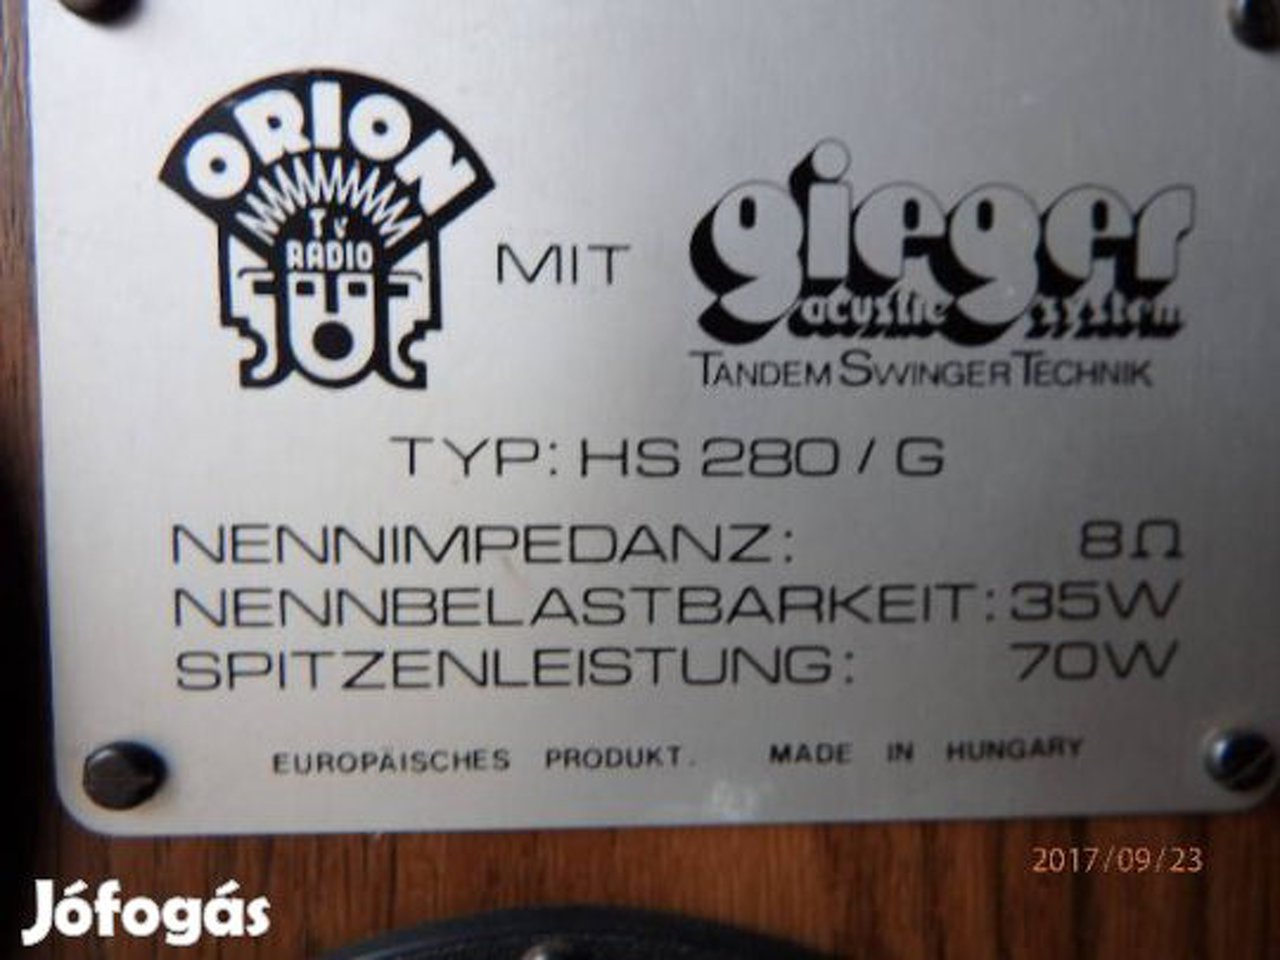 ORION
TV
RADIO
MIT
gieger
acustic system
TANDEM SWINGER TECHNIK
TYP: HS 280 / G
NENNIMPEDANZ: 8Ω
NENNBELASTBARKEIT: 35W
SPITZENLEISTUNG: 70W
EUROPÄISCHES PRODUKT. MADE IN HUNGARY
2017/09/23
Jófogás